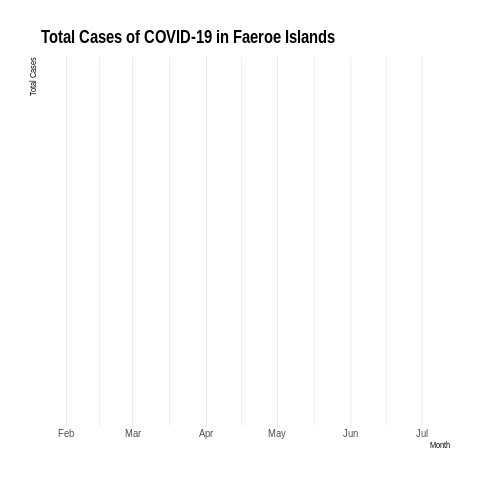 Total Cases of COVID-19 in Faeroe Islands
Total Cases
Feb Mar Apr May Jun Jul
Month